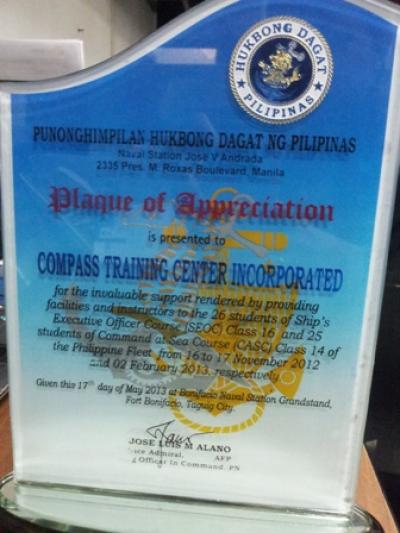 HUKBONG DAGAT
PILIPINAS
PUNONGHIMPILAN HUKBONG DAGAT NG PILIPINAS
Naval Station Jose V Andrada
2335 Pres. M. Roxas Boulevard, Manila
Plaque of Appreciation
is presented to
COMPASS TRAINING CENTER INCORPORATED
for the invaluable support rendered by providing
facilities and instructors to the 26 students of Ship's
Executive Officer Course (SEOC) Class 16 and 25
students of Command at Sea Course (CASC) Class 14 of
the Philippine Fleet from 16 to 17 November 2012
and 02 February 2013, respectively
Given this 17th day of May 2013 at Bonifacio Naval Station Grandstand,
Fort Bonifacio, Taguig City.
JOSE LUIS M ALANO
Admiral, AFP
Officer In Command, PN